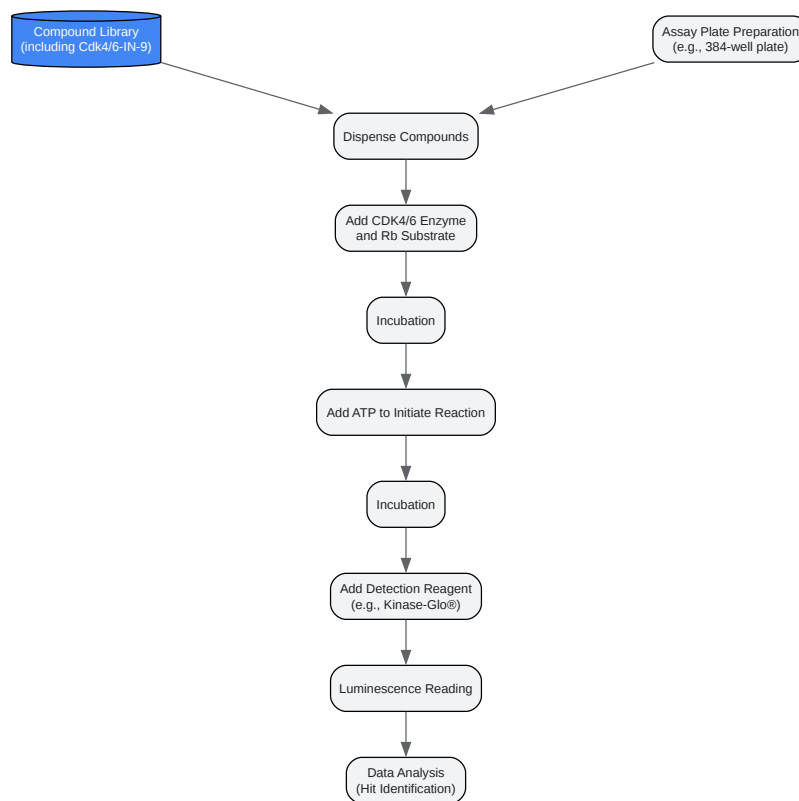 Compound Library
(including Cdk4/6-IN-9)
Assay Plate Preparation
(e.g., 384-well plate)
Dispense Compounds
Add CDK4/6 Enzyme
and Rb Substrate
Incubation
Add ATP to Initiate Reaction
Incubation
Add Detection Reagent
(e.g., Kinase-Glo®)
Luminescence Reading
Data Analysis
(Hit Identification)